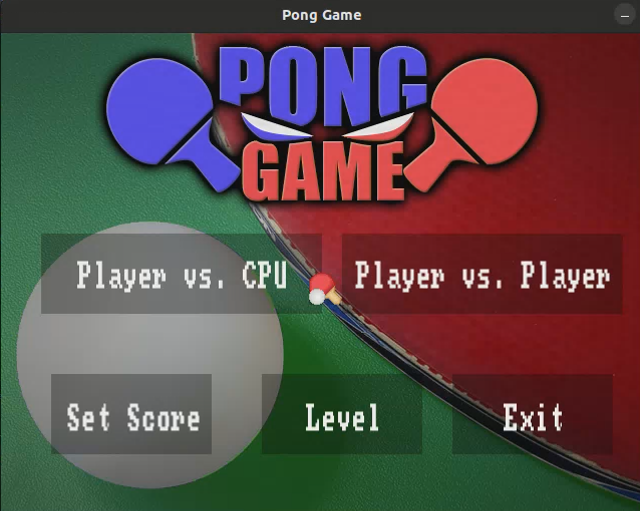 Pong Game
PONG
GAME
Player vs. CPU
Player vs. Player
Set Score
Level
Exit